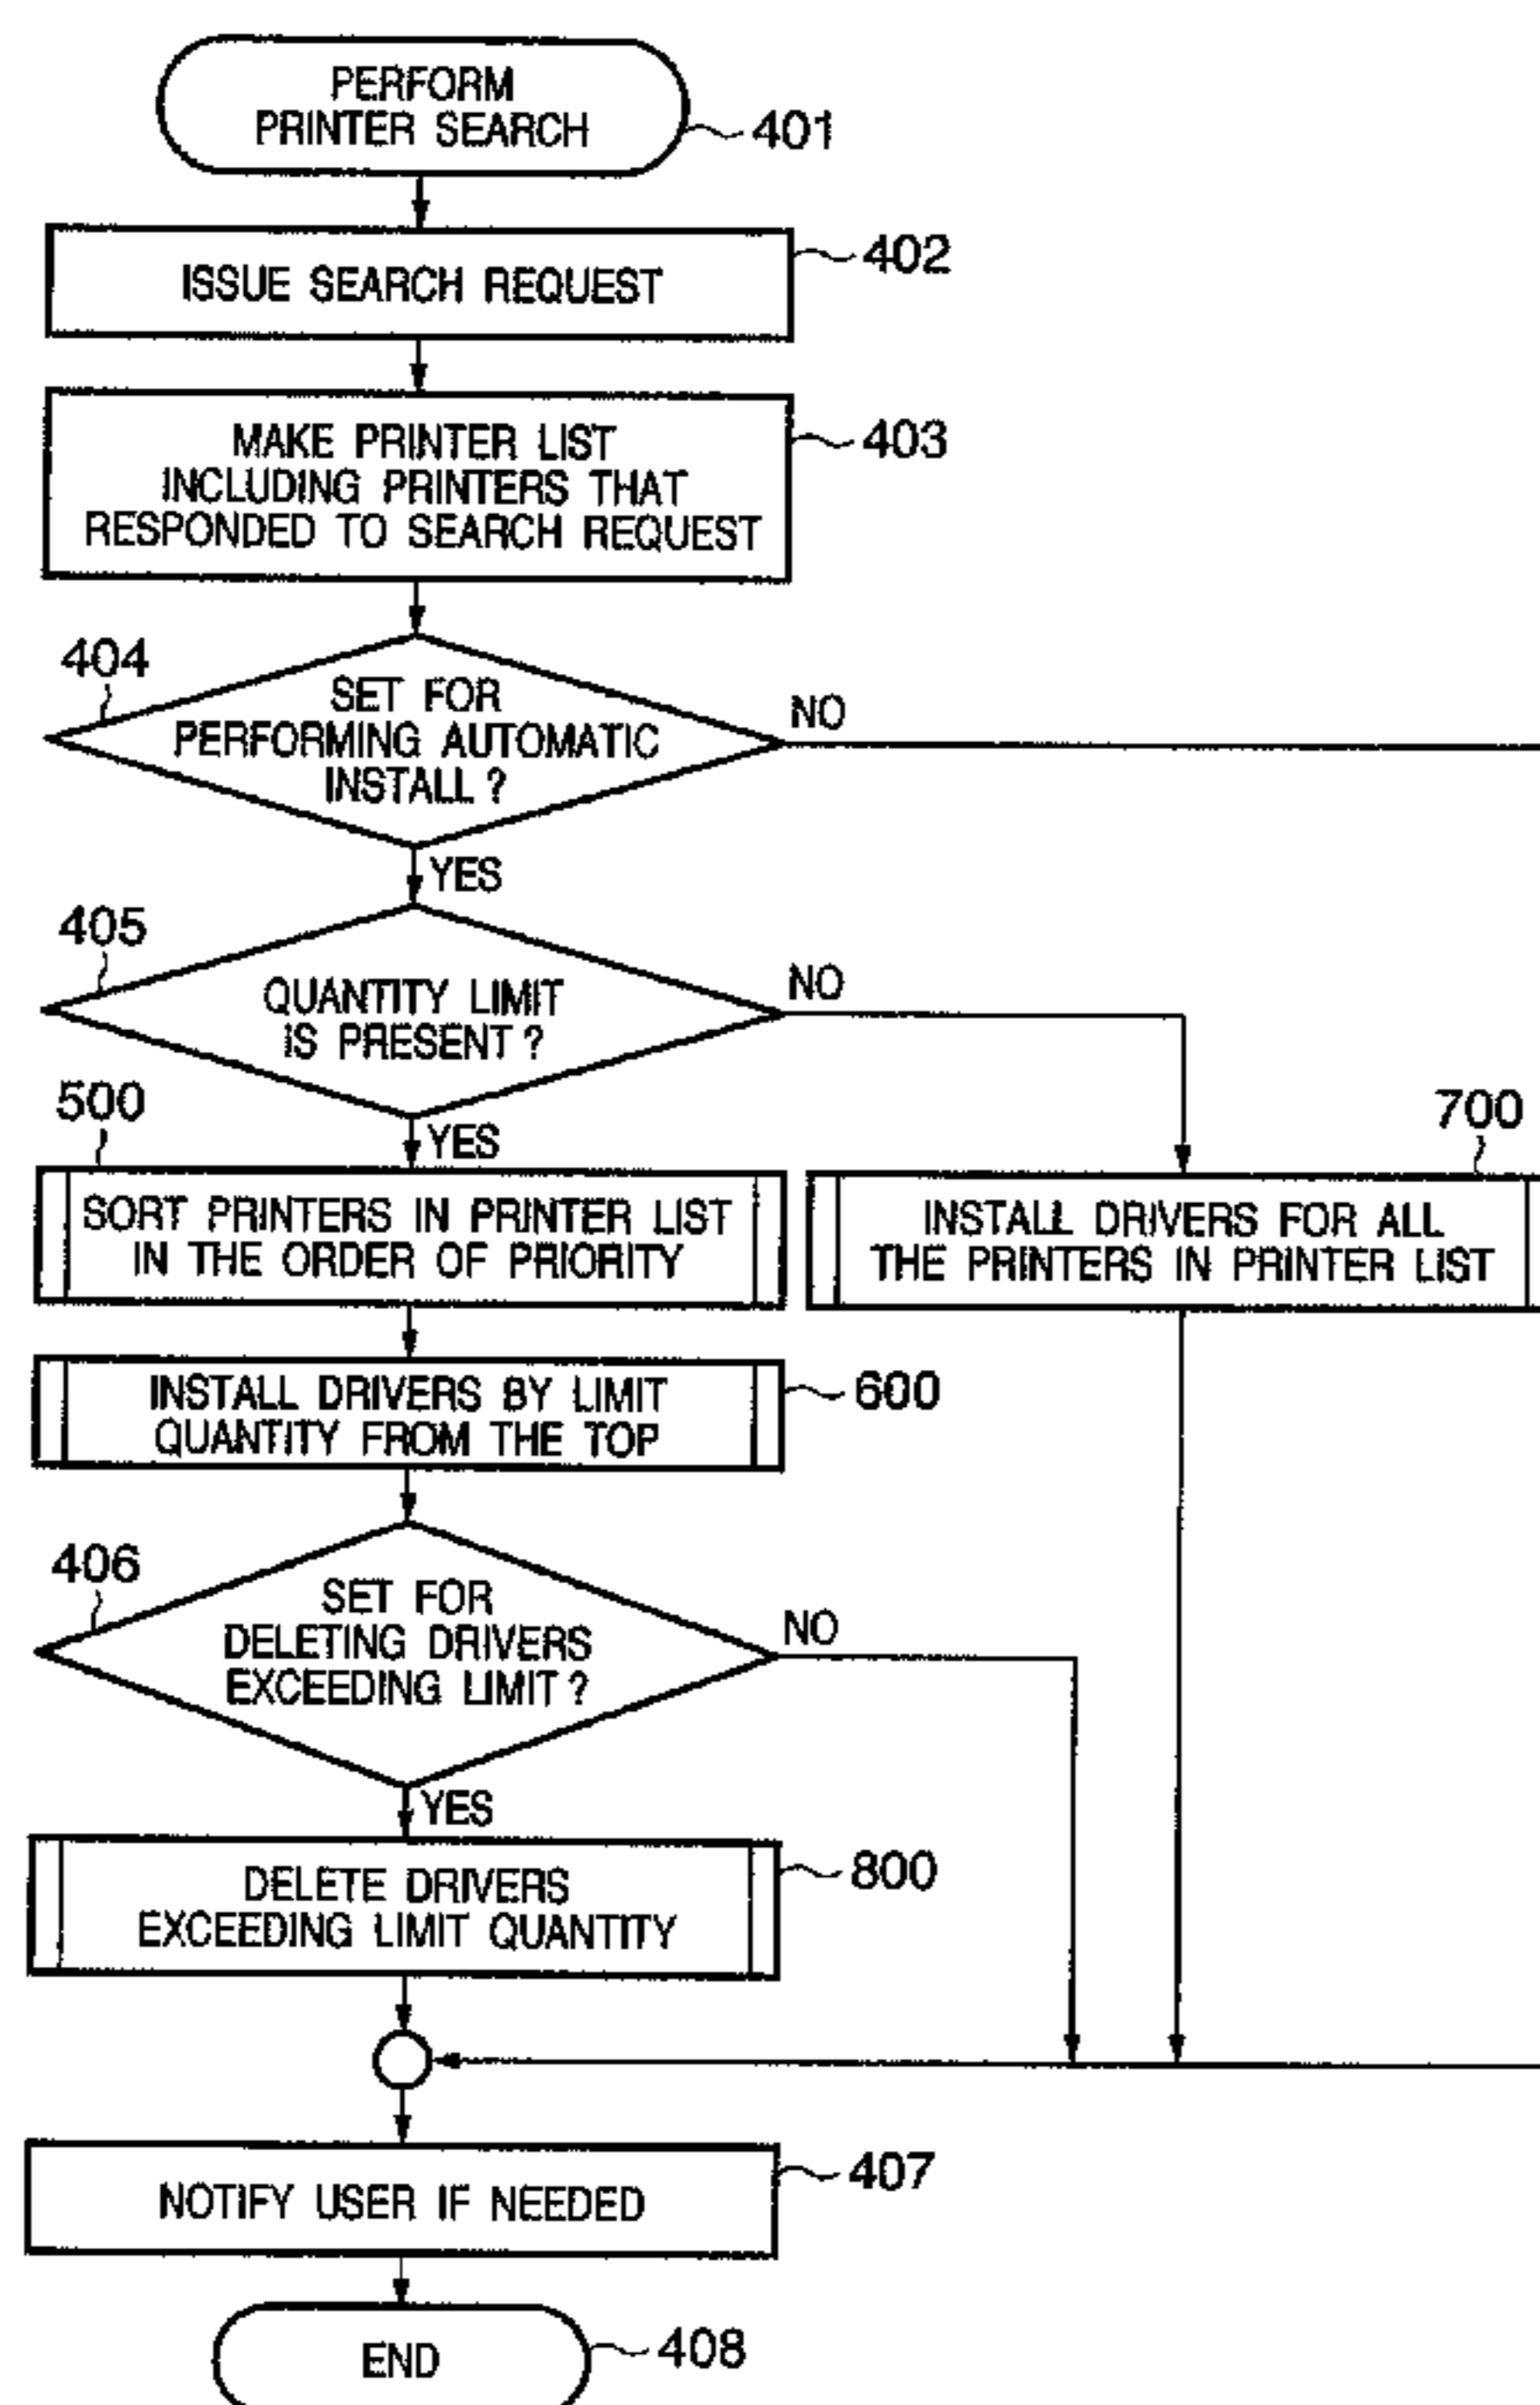 PERFORM
PRINTER SEARCH
401
ISSUE SEARCH REQUEST
402
MAKE PRINTER LIST
INCLUDING PRINTERS THAT
RESPONDED TO SEARCH REQUEST
403
404
SET FOR
PERFORMING AUTOMATIC
INSTALL ?
NO
YES
405
QUANTITY LIMIT
IS PRESENT ?
NO
YES
500
SORT PRINTERS IN PRINTER LIST
IN THE ORDER OF PRIORITY
700
INSTALL DRIVERS FOR ALL
THE PRINTERS IN PRINTER LIST
INSTALL DRIVERS BY LIMIT
QUANTITY FROM THE TOP
600
406
SET FOR
DELETING DRIVERS
EXCEEDING LIMIT ?
NO
YES
DELETE DRIVERS
EXCEEDING LIMIT QUANTITY
800
NOTIFY USER IF NEEDED
407
END
408